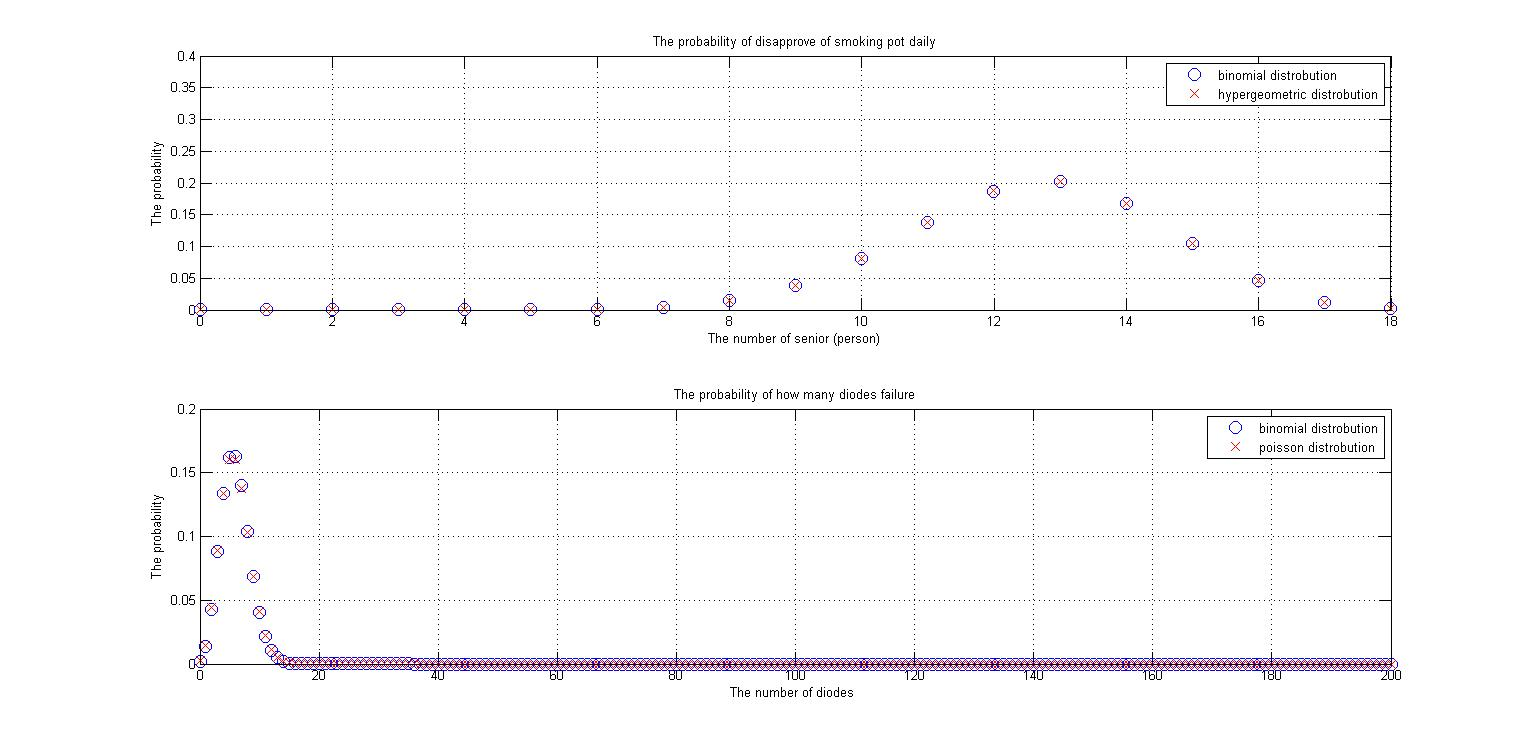 The probability of disapprove of smoking pot daily
0.4
0.35
0.3
0.25
0.2
0.15
0.1
0.05
0
The probability
binomial distrobution
hypergeometric distrobution
0 2 4 6 8 10 12 14 16 18
The number of senior (person)
The probability of how many diodes failure
0.2
0.15
0.1
0.05
0
The probability
binomial distrobution
poisson distrobution
0 20 40 60 80 100 120 140 160 180 200
The number of diodes